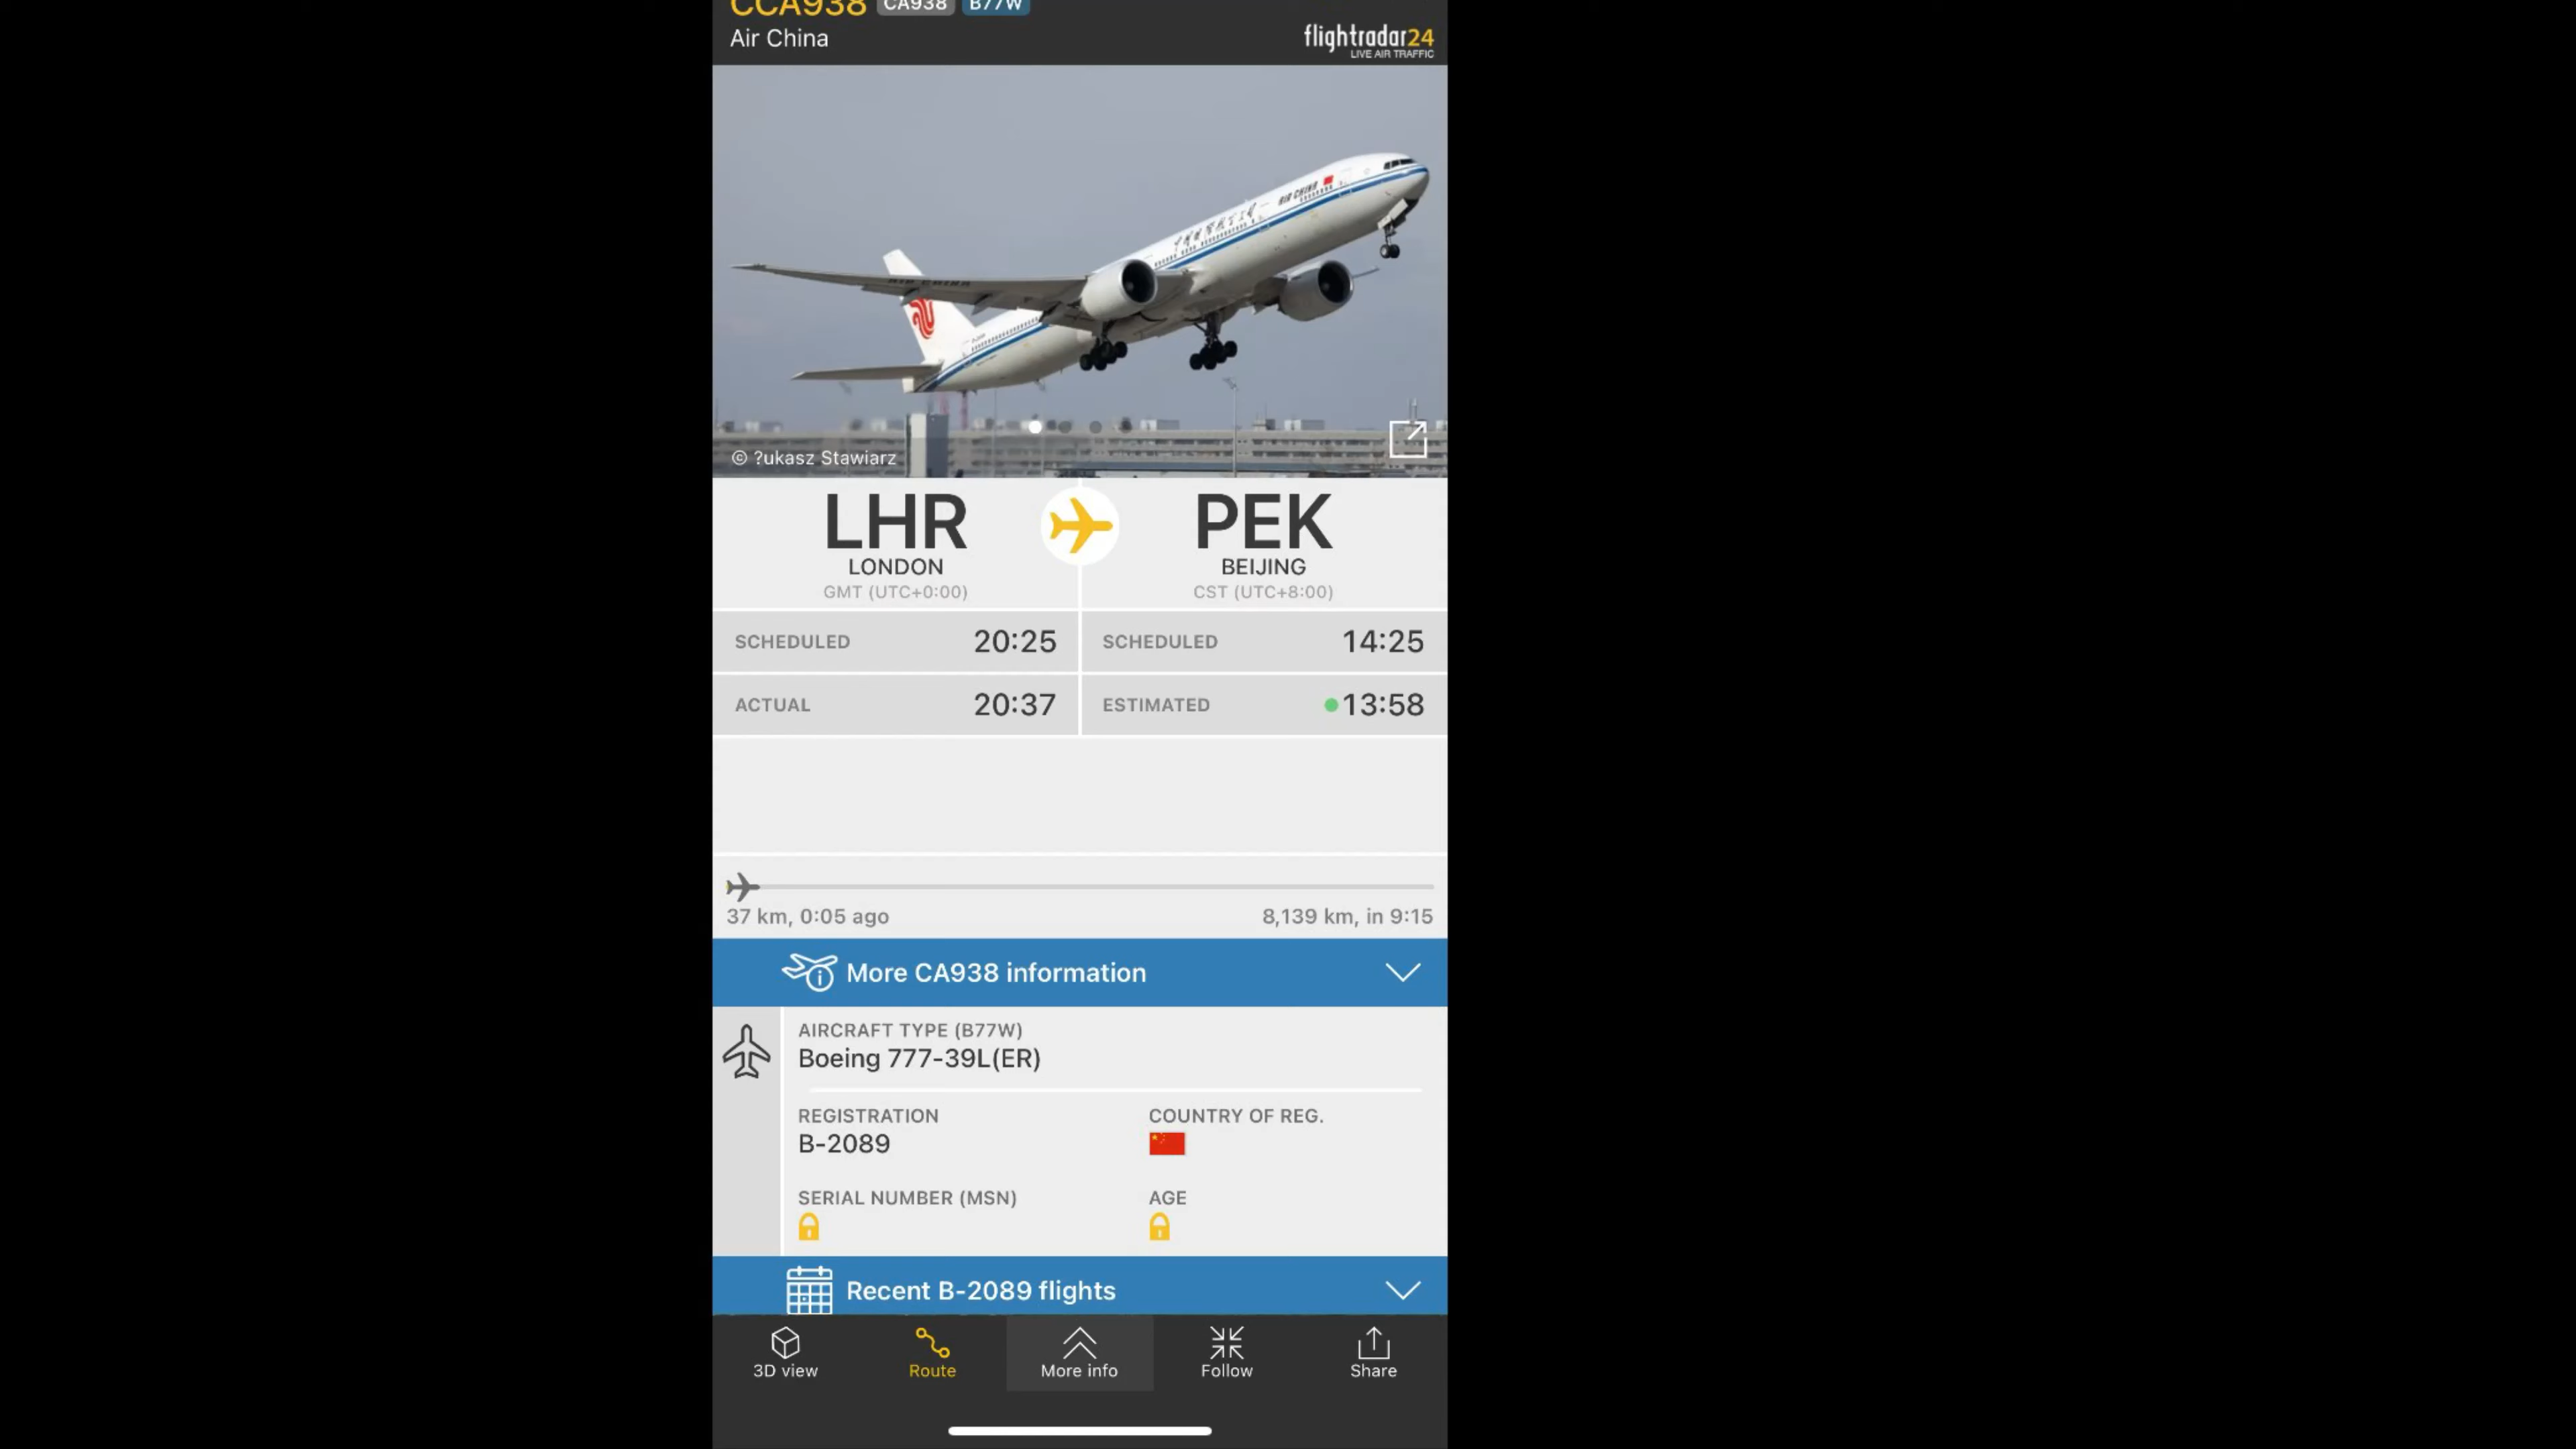 CCA938 CA938 B77W
Air China
flightradar24
LIVE AIR TRAFFIC
AIR CHINA
© ?ukasz Stawiarz
LHR
LONDON
GMT (UTC+0:00)
PEK
BEIJING
CST (UTC+8:00)
SCHEDULED 20:25 SCHEDULED 14:25
ACTUAL 20:37 ESTIMATED 13:58
37 km, 0:05 ago 8,139 km, in 9:15
More CA938 information
AIRCRAFT TYPE (B77W)
Boeing 777-39L(ER)
REGISTRATION COUNTRY OF REG.
B-2089
SERIAL NUMBER (MSN) AGE
Recent B-2089 flights
3D view Route More info Follow Share